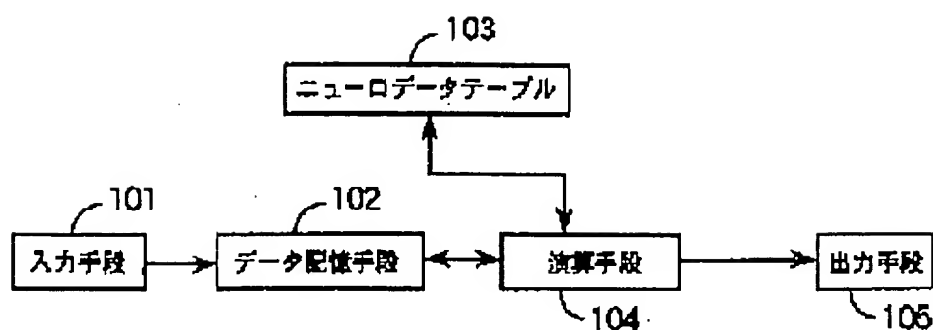 103
ニューロデータテーブル
101
102
入力手段
データ記憶手段
演算手段
出力手段
104
105